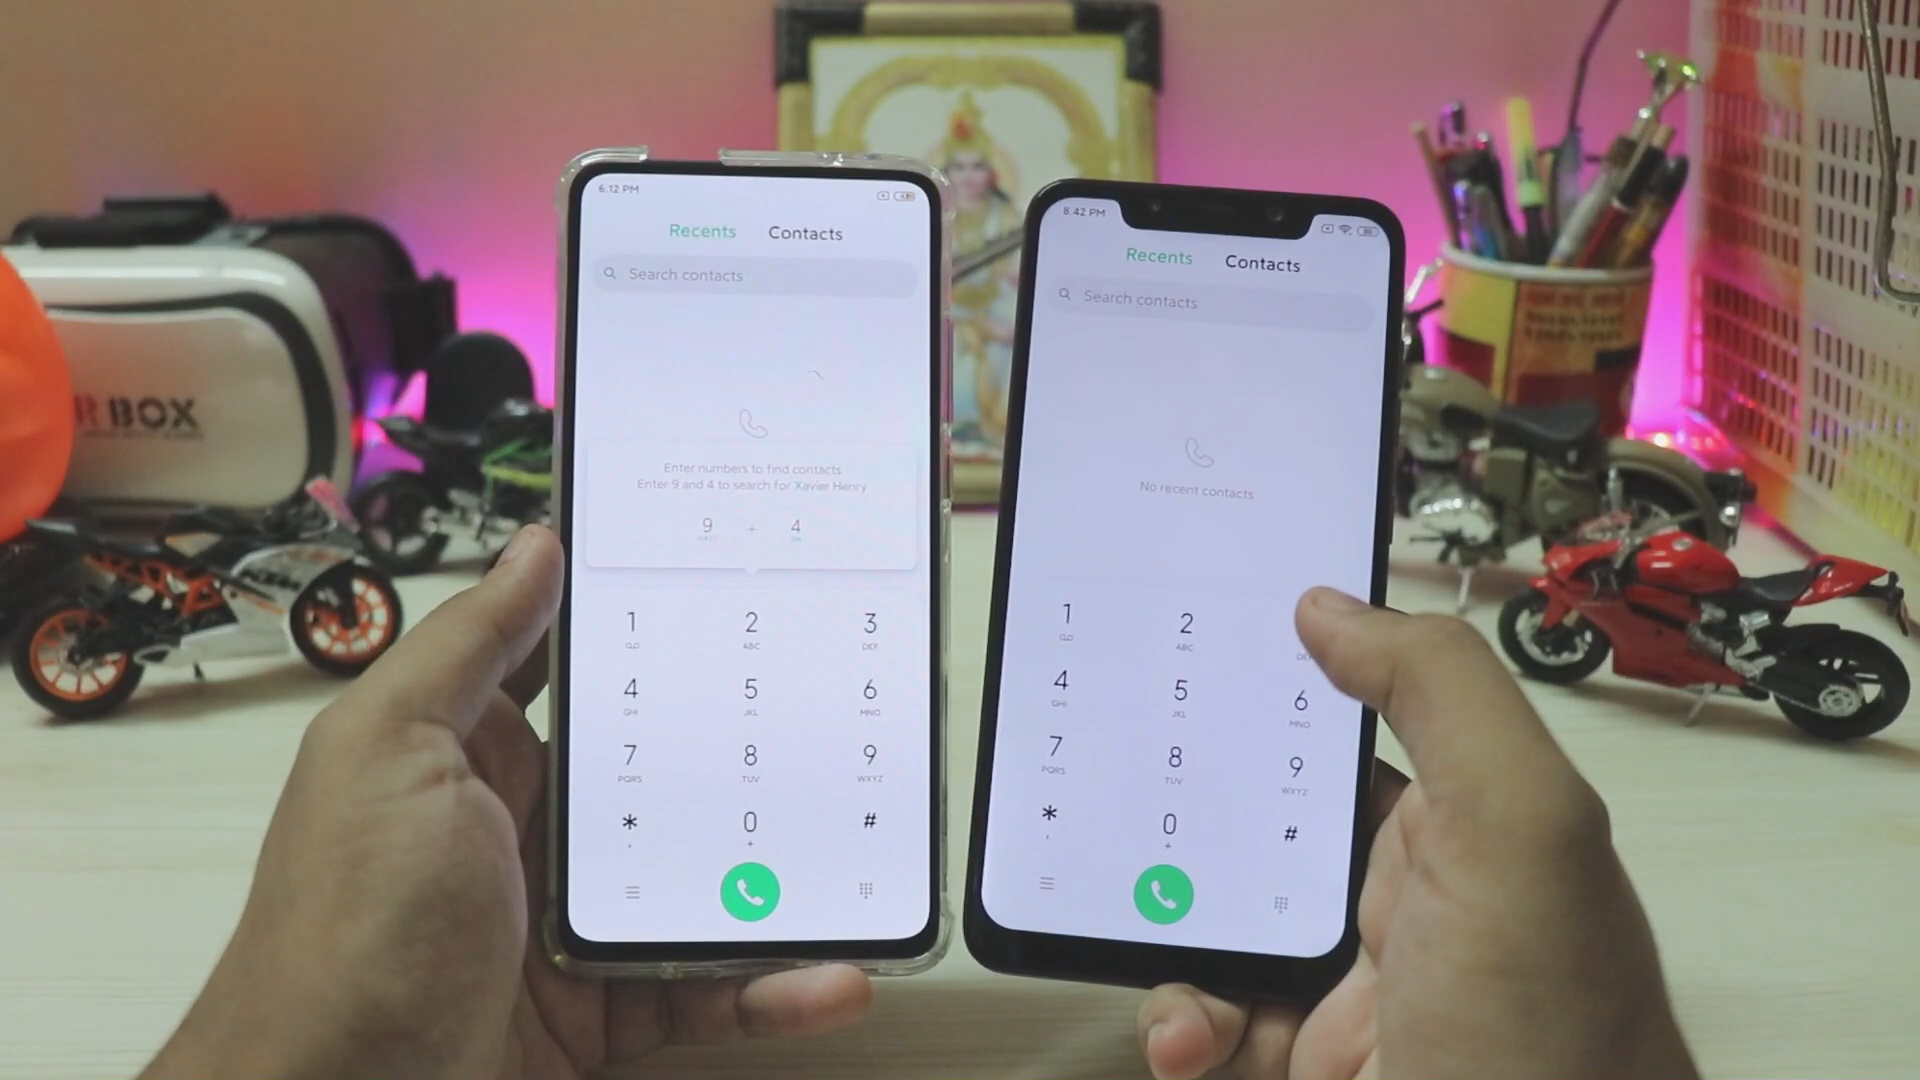 BOX
6:12 PM
Recents Contacts
Search contacts
Enter numbers to find contacts
Enter 9 and 4 to search for Xavier Henry
9 + 4
1 2 3
ABC DEF
4 5 6
GHI JKL MNO
7 8 9
PQRS TUV WXYZ
* 0 #
, +
8:42 PM
Recents Contacts
Search contacts
No recent contacts
1 2
ABC
4 5 6
GHI JKL MNO
7 8 9
PQRS TUV WXYZ
* 0 #
, +